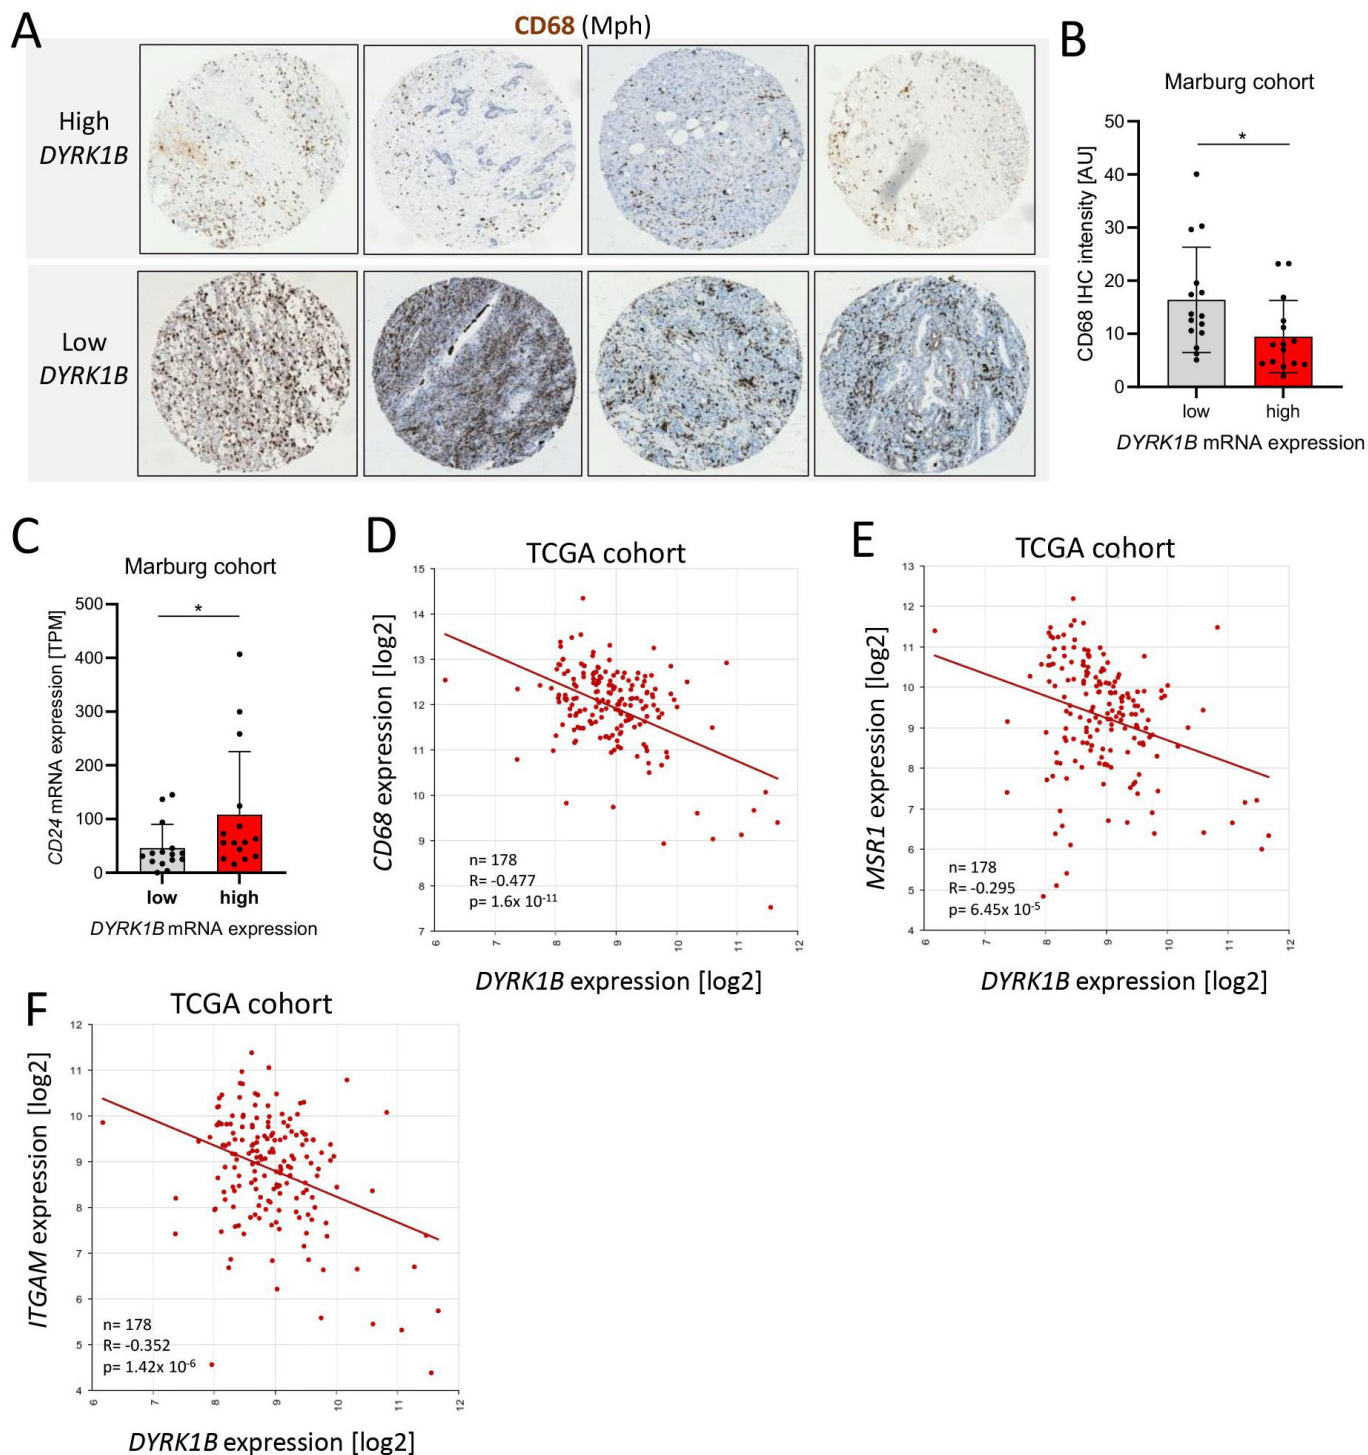 A
CD68 (Mph)
High
DYRK1B
Low
DYRK1B
B
Marburg cohort
CD68 IHC intensity [AU]
50
40
30
20
10
0
*
low
high
DYRK1B mRNA expression
C
Marburg cohort
CD24 mRNA expression [TPM]
500
400
300
200
100
0
*
low
high
DYRK1B mRNA expression
D
TCGA cohort
CD68 expression [log2]
15
14
13
12
11
10
9
8
7
n= 178
R= -0.477
p= 1.6x 10-11
6
7
8
9
10
11
12
DYRK1B expression [log2]
E
TCGA cohort
MSR1 expression [log2]
13
12
11
10
9
8
7
6
5
4
n= 178
R= -0.295
p= 6.45x 10-5
6
7
8
9
10
11
12
DYRK1B expression [log2]
F
TCGA cohort
ITGAM expression [log2]
12
11
10
9
8
7
6
5
4
n= 178
R= -0.352
p= 1.42x 10-6
6
7
8
9
10
11
12
DYRK1B expression [log2]